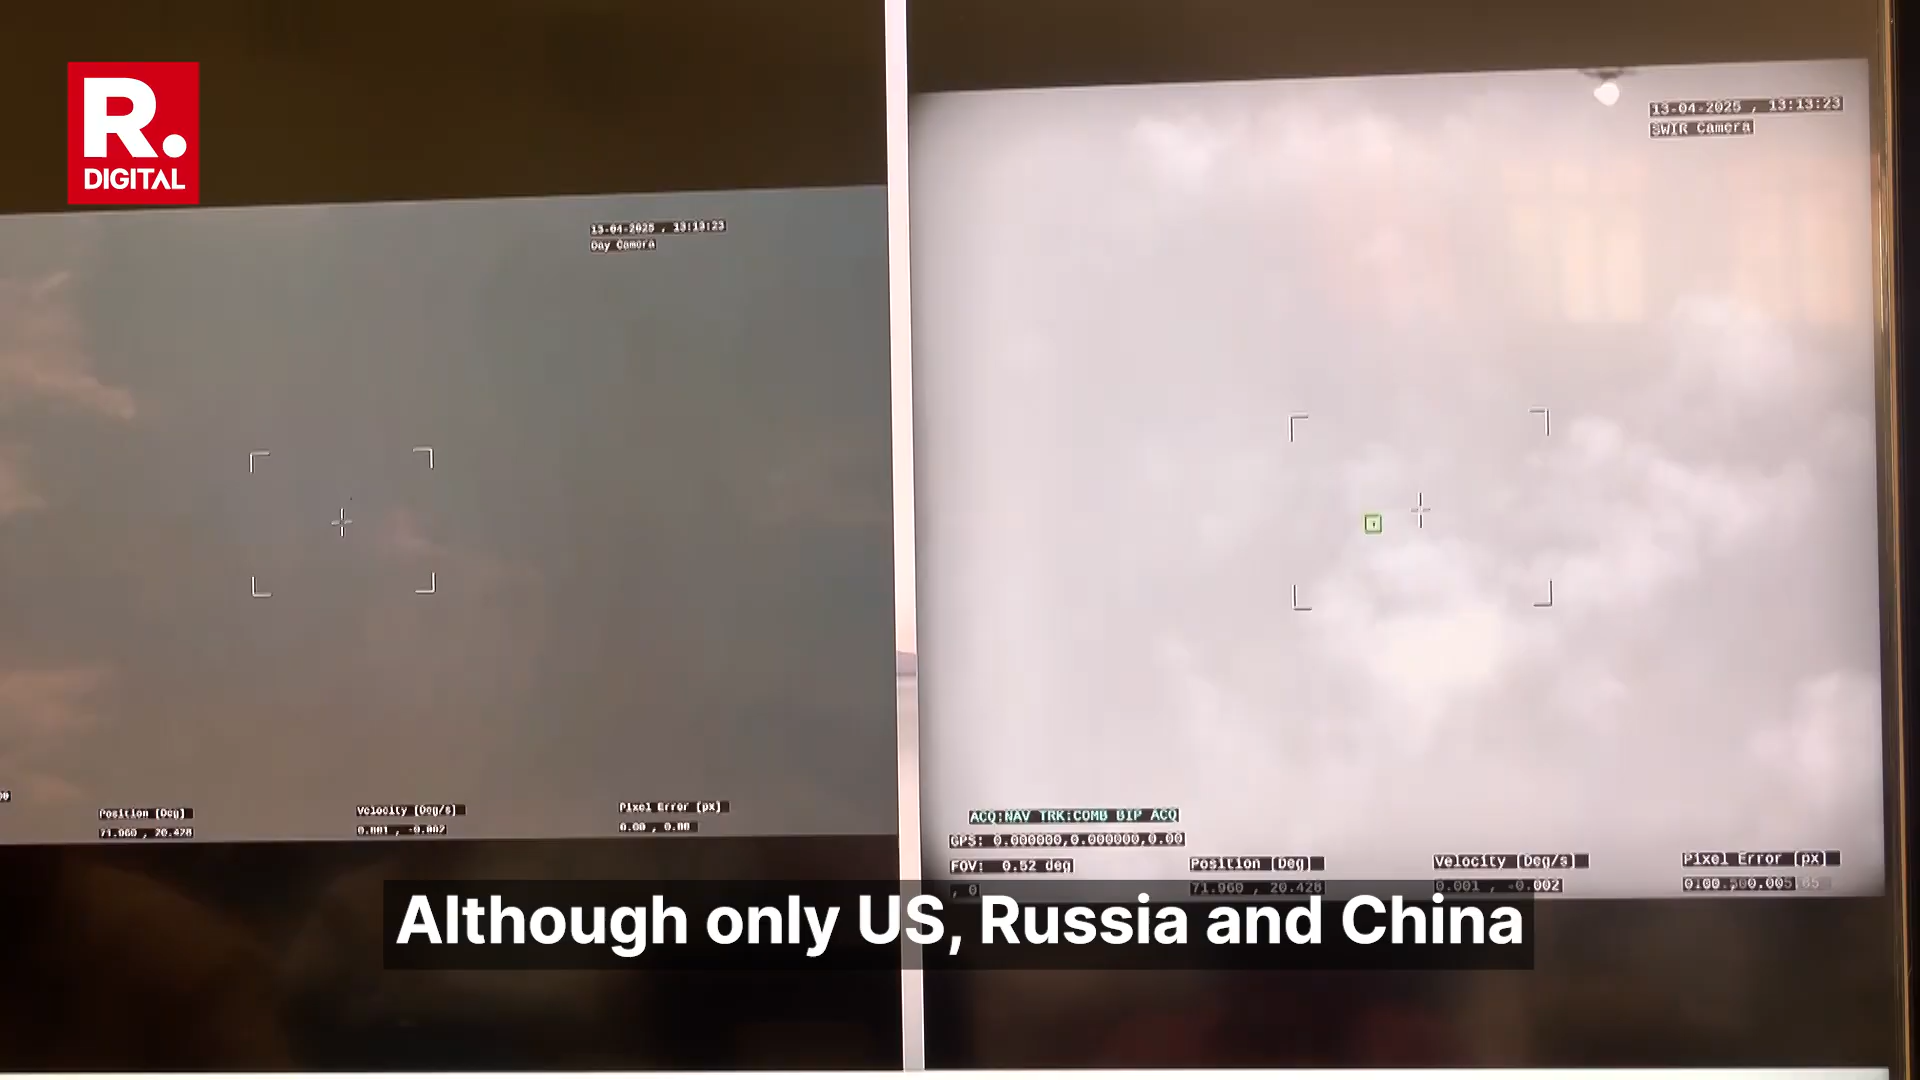 R.
DIGITAL
13-04-2025 , 13:13:23
Day Camera
Position [Deg]
71.960 , 20.428
Velocity [Deg/s]
0.001 , -0.002
Pixel Error [px]
0.00 , 0.00
13-04-2025 , 13:13:23
SWIR Camera
ACQ:NAV TRK:COMB BIP ACQ
GPS: 0.000000,0.000000,0.00
FOV: 0.52 deg
, 0
Position [Deg]
71.960 , 20.428
Velocity [Deg/s]
0.001 , -0.002
Pixel Error [px]
Although only US, Russia and China